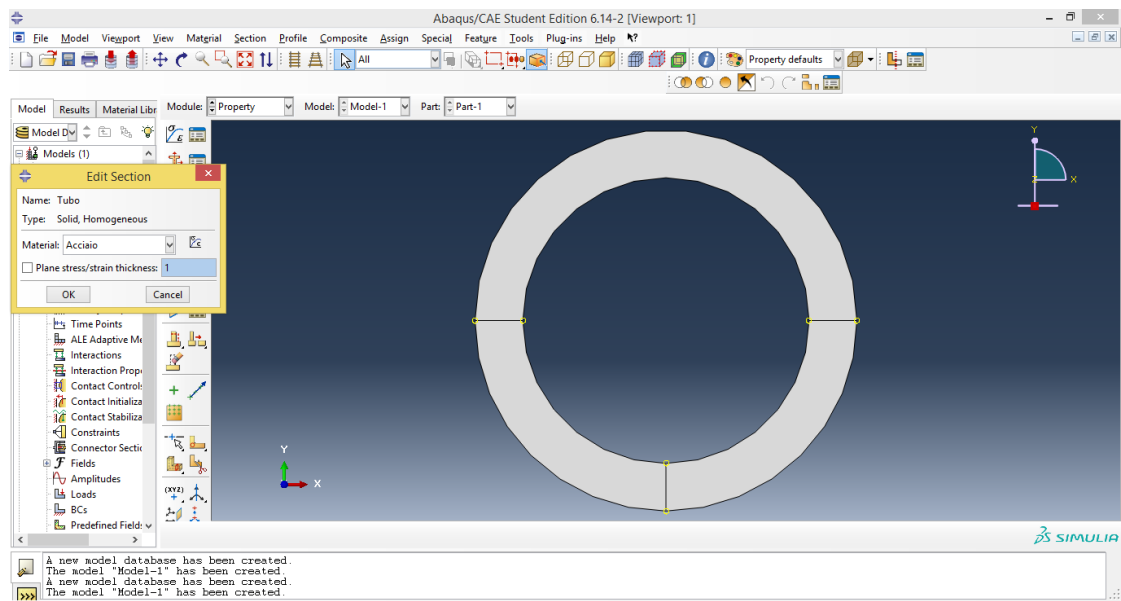 Abaqus/CAE Student Edition 6.14-2 [Viewport: 1]
File Model Viewport View Material Section Profile Composite Assign Special Feature Tools Plug-ins Help
All
Property defaults
Model Results Material Libr
Module: Property Model: Model-1 Part: Part-1
Model D
Models (1)
Edit Section
Name: Tubo
Type: Solid, Homogeneous
Material: Acciaio
Plane stress/strain thickness: 1
OK Cancel
Time Points
ALE Adaptive Me
Interactions
Interaction Prop
Contact Control
Contact Initializa
Contact Stabiliza
Constraints
Connector Sectio
Fields
Amplitudes
Loads
BCs
Predefined Field
(XYZ)
Y
X
Y
Z
X
SIMULIA
A new model database has been created.
The model "Model-1" has been created.
A new model database has been created.
The model "Model-1" has been created.
>>>